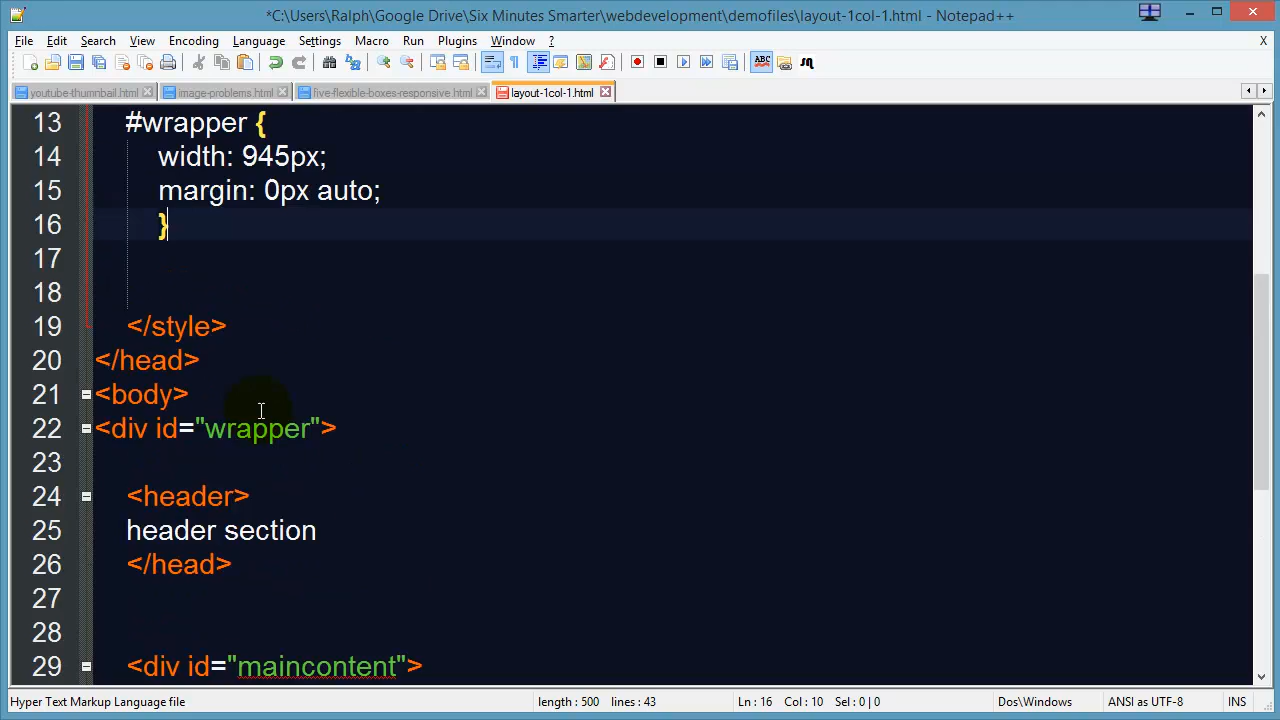 *C:\Users\Ralph\Google Drive\Six Minutes Smarter\webdevelopment\demofiles\layout-1col-1.html - Notepad++
File Edit Search View Encoding Language Settings Macro Run Plugins Window ? X
ABC
youtube-thumbnail.html image-problems.html five-flexible-boxes-responsive.html layout-1col-1.html
13 #wrapper {
14 width: 945px;
15 margin: 0px auto;
16 }
17
18
19 </style>
20 </head>
21 <body>
22 <div id="wrapper">
23
24 <header>
25 header section
26 </head>
27
28
29 <div id="maincontent">
Hyper Text Markup Language file length : 500 lines : 43 Ln : 16 Col : 10 Sel : 0 | 0 Dos\Windows ANSI as UTF-8 INS